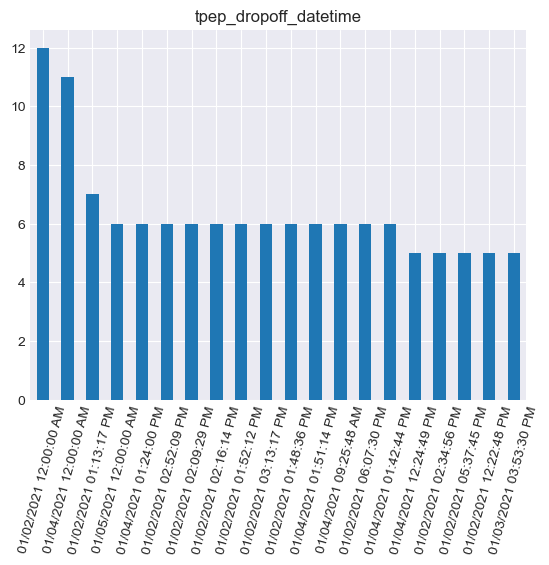 tpep_dropoff_datetime
12
10
8
6
4
2
0
01/02/2021 12:00:00 AM
01/04/2021 12:00:00 AM
01/02/2021 01:13:17 PM
01/05/2021 12:00:00 AM
01/04/2021 01:24:00 PM
01/02/2021 02:52:09 PM
01/02/2021 02:09:29 PM
01/02/2021 02:16:14 PM
01/02/2021 01:52:12 PM
01/02/2021 03:13:17 PM
01/02/2021 01:48:36 PM
01/04/2021 01:51:14 PM
01/04/2021 09:25:48 AM
01/02/2021 06:07:30 PM
01/04/2021 01:42:44 PM
01/04/2021 12:24:49 PM
01/02/2021 02:34:56 PM
01/02/2021 05:37:45 PM
01/02/2021 12:22:48 PM
01/03/2021 03:53:30 PM